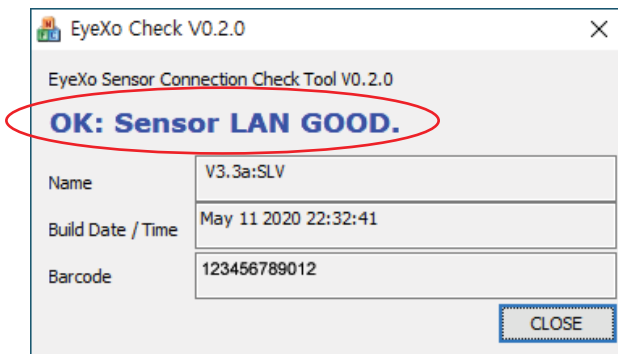 EyeXo Check V0.2.0
EyeXo Sensor Connection Check Tool V0.2.0
OK: Sensor LAN GOOD.
Name V3.3a:SLV
Build Date / Time May 11 2020 22:32:41
Barcode 123456789012
CLOSE